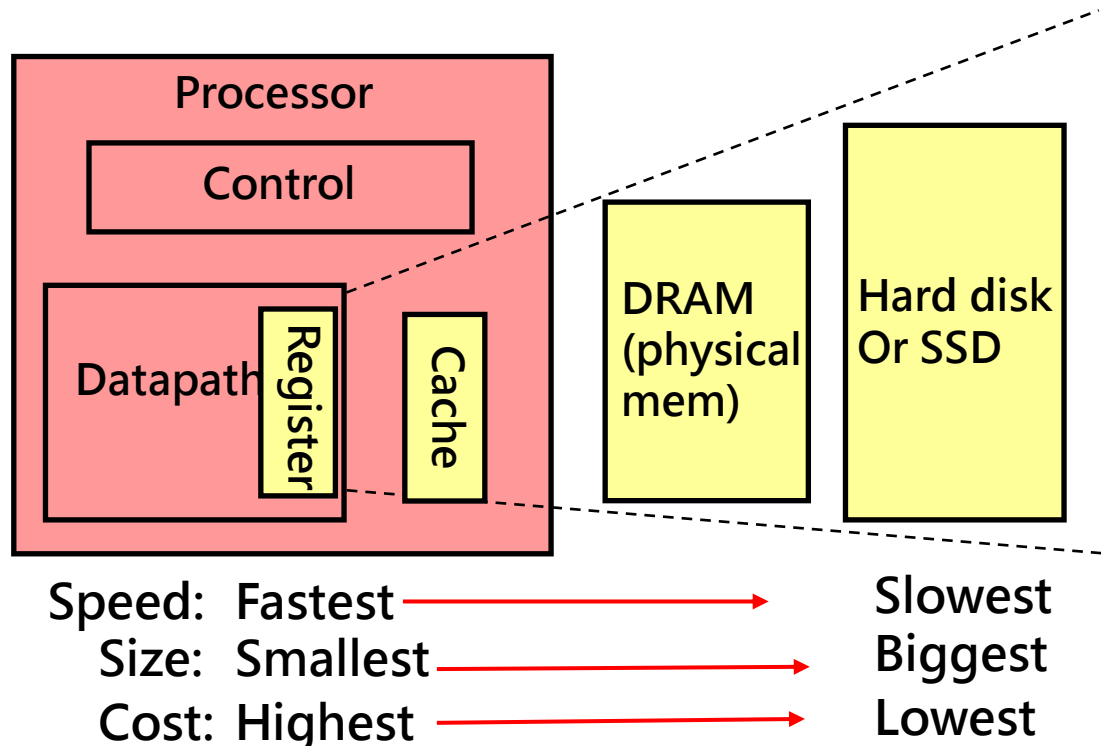 Processor
Control
Datapath
Register
Cache
DRAM
(physical
mem)
Hard disk
Or SSD
Speed: Fastest Slowest
Size: Smallest Biggest
Cost: Highest Lowest